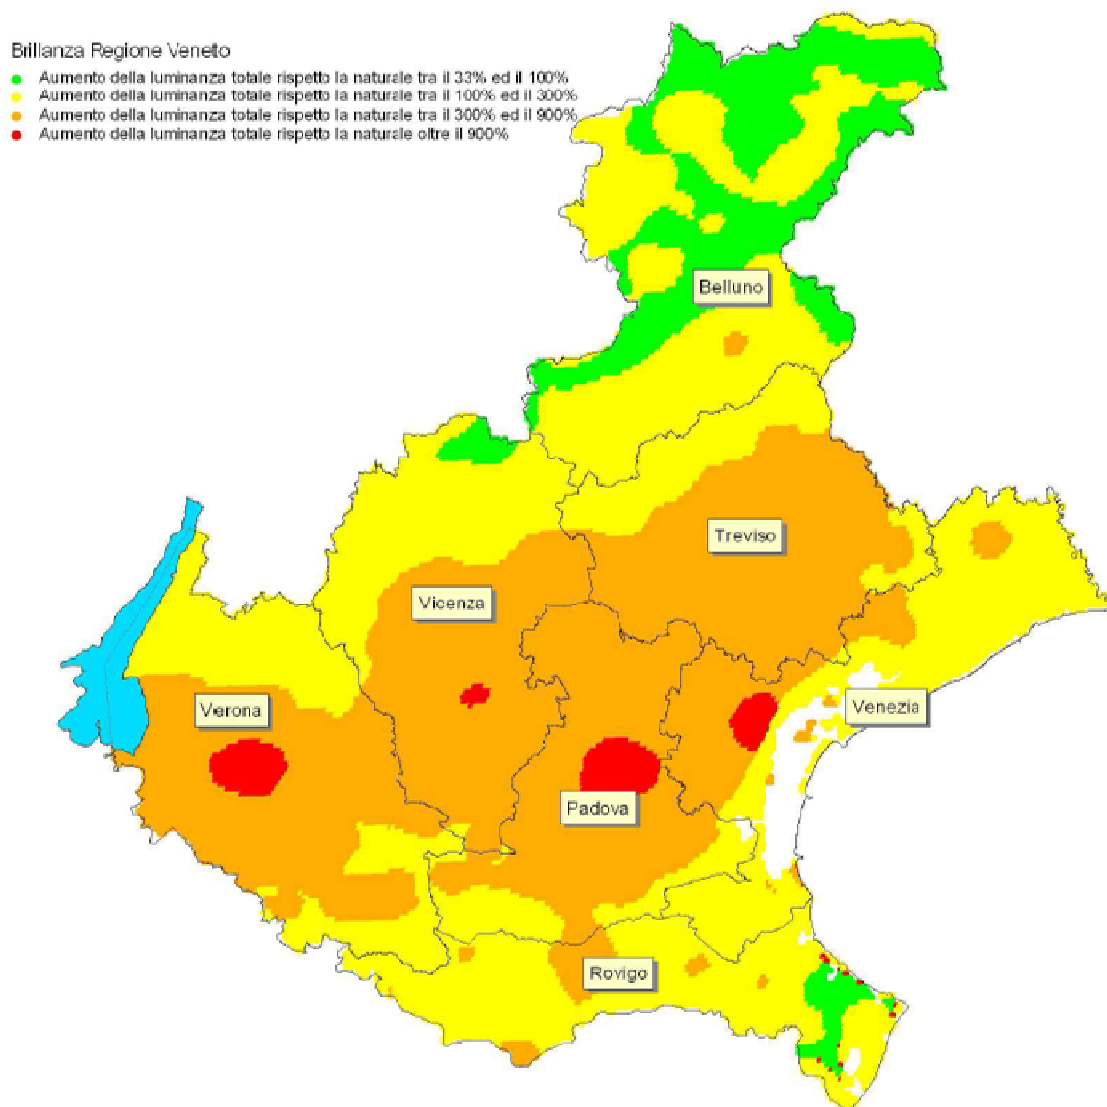 Brillanza Regione Veneto
Aumento della luminanza totale rispetto la naturale tra il 33% ed il 100%
Aumento della luminanza totale rispetto la naturale tra il 100% ed il 300%
Aumento della luminanza totale rispetto la naturale tra il 300% ed il 900%
Aumento della luminanza totale rispetto la naturale oltre il 900%
Belluno
Treviso
Vicenza
Verona
Venezia
Padova
Rovigo